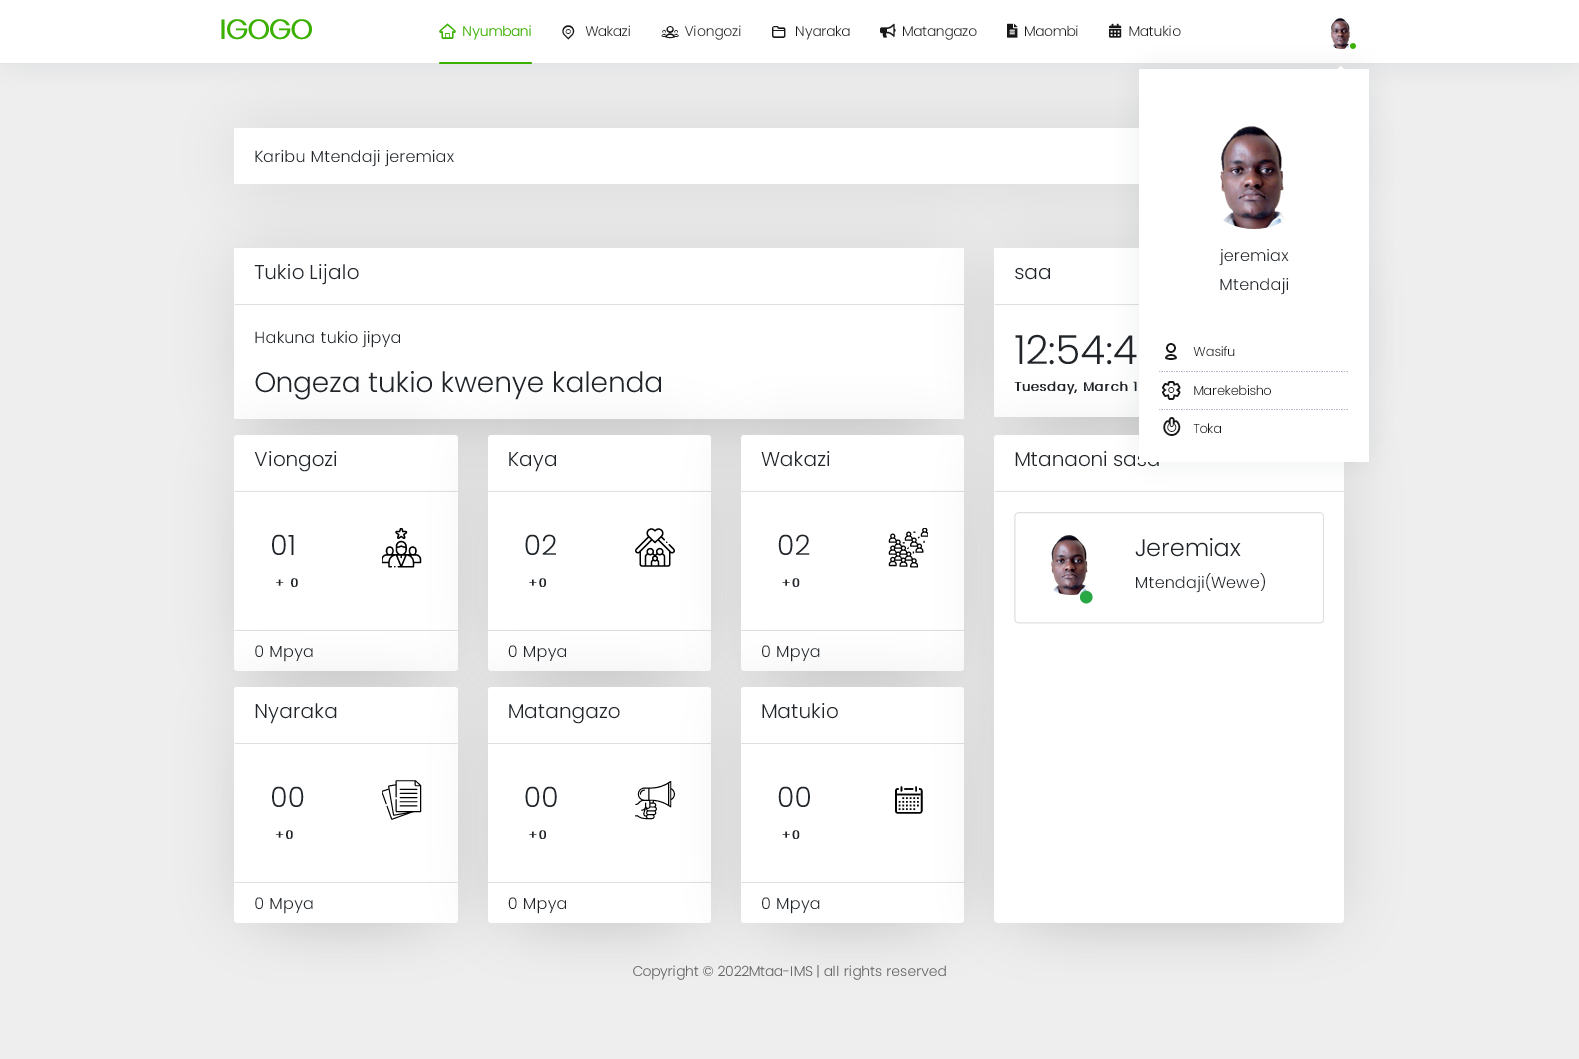 IGOGO
Nyumbani Wakazi Viongozi Nyaraka Matangazo Maombi Matukio
Karibu Mtendaji jeremiax
jeremiax
Mtendaji
Wasifu
Marekebisho
Toka
Tukio Lijalo
Hakuna tukio jipya
Ongeza tukio kwenye kalenda
saa
12:54:4
Tuesday, March 1
Viongozi
01
+ 0
0 Mpya
Kaya
02
+0
0 Mpya
Wakazi
02
+0
0 Mpya
Mtanaoni sasa
Jeremiax
Mtendaji(Wewe)
Nyaraka
00
+0
0 Mpya
Matangazo
00
+0
0 Mpya
Matukio
00
+0
0 Mpya
Copyright © 2022Mtaa-IMS | all rights reserved